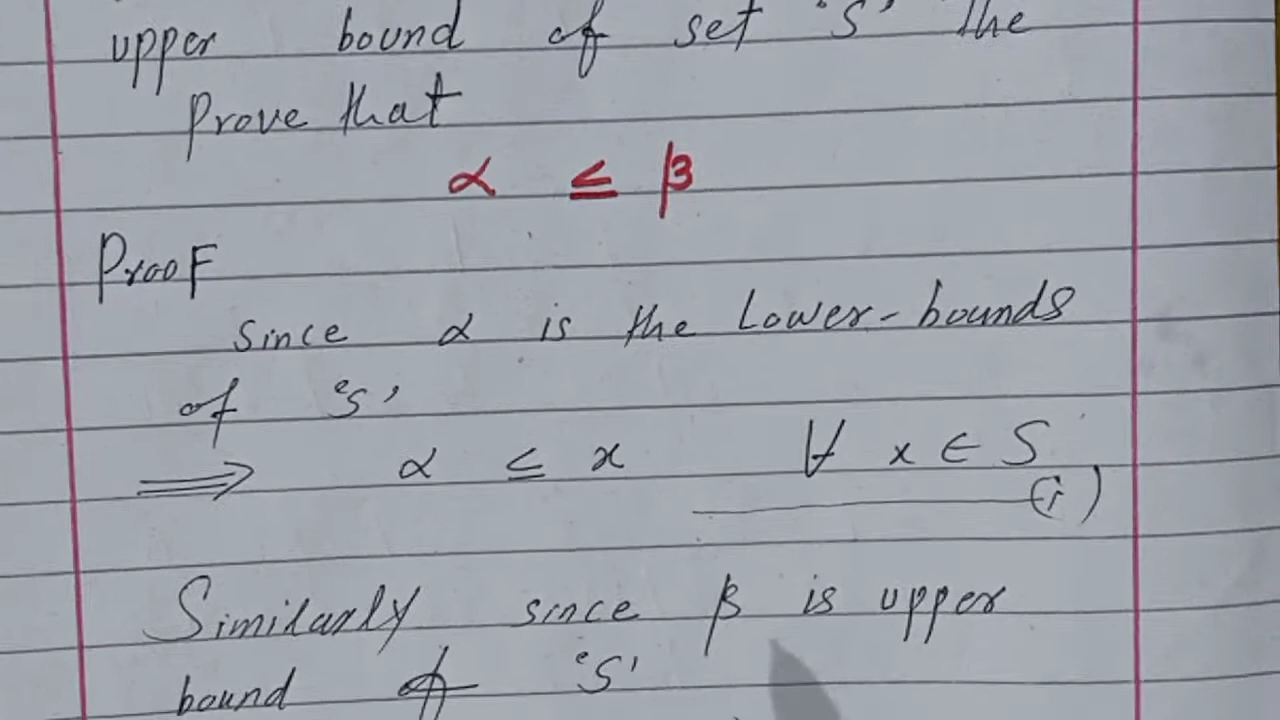 upper bound of set 'S' the
Prove that
α ≤ β
Proof
Since α is the Lower-bounds
of 'S'
⟹ α ≤ x ∀ x ∈ S
(i)
Similarly since β is upper
bound of 'S'